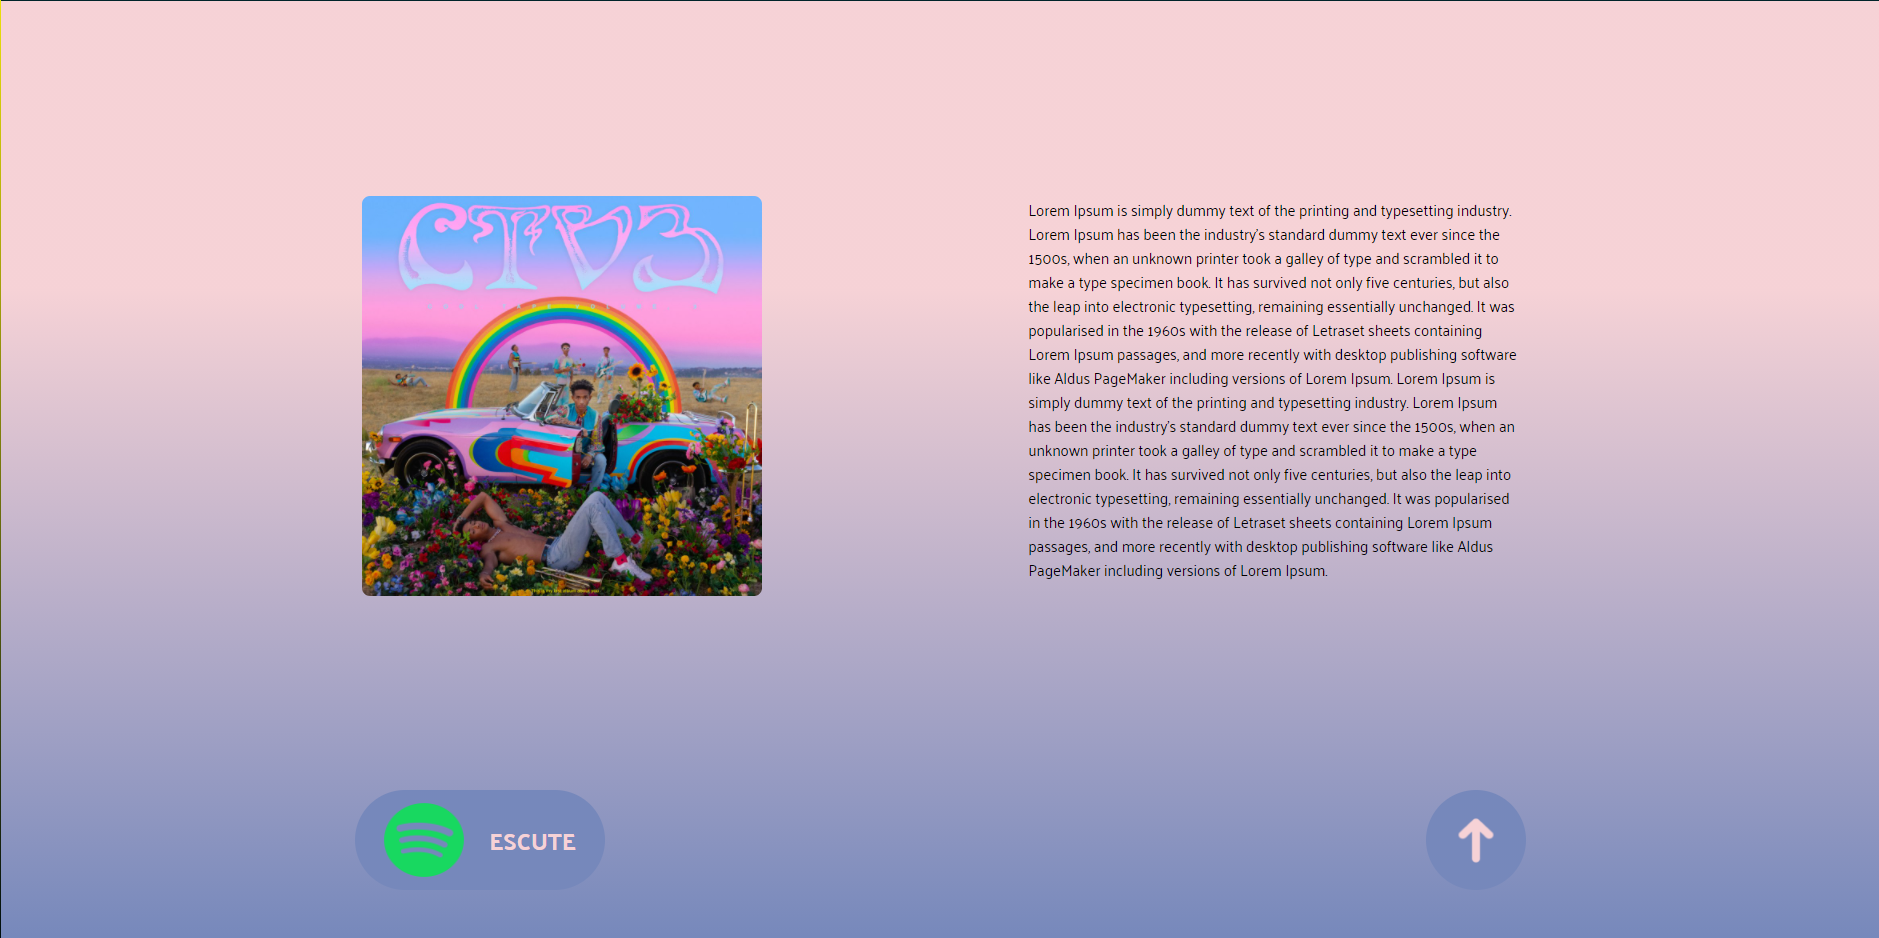 CTV3
Lorem Ipsum is simply dummy text of the printing and typesetting industry.
Lorem Ipsum has been the industry's standard dummy text ever since the
1500s, when an unknown printer took a galley of type and scrambled it to
make a type specimen book. It has survived not only five centuries, but also
the leap into electronic typesetting, remaining essentially unchanged. It was
popularised in the 1960s with the release of Letraset sheets containing
Lorem Ipsum passages, and more recently with desktop publishing software
like Aldus PageMaker including versions of Lorem Ipsum. Lorem Ipsum is
simply dummy text of the printing and typesetting industry. Lorem Ipsum
has been the industry's standard dummy text ever since the 1500s, when an
unknown printer took a galley of type and scrambled it to make a type
specimen book. It has survived not only five centuries, but also the leap into
electronic typesetting, remaining essentially unchanged. It was popularised
in the 1960s with the release of Letraset sheets containing Lorem Ipsum
passages, and more recently with desktop publishing software like Aldus
PageMaker including versions of Lorem Ipsum.
ESCUTE